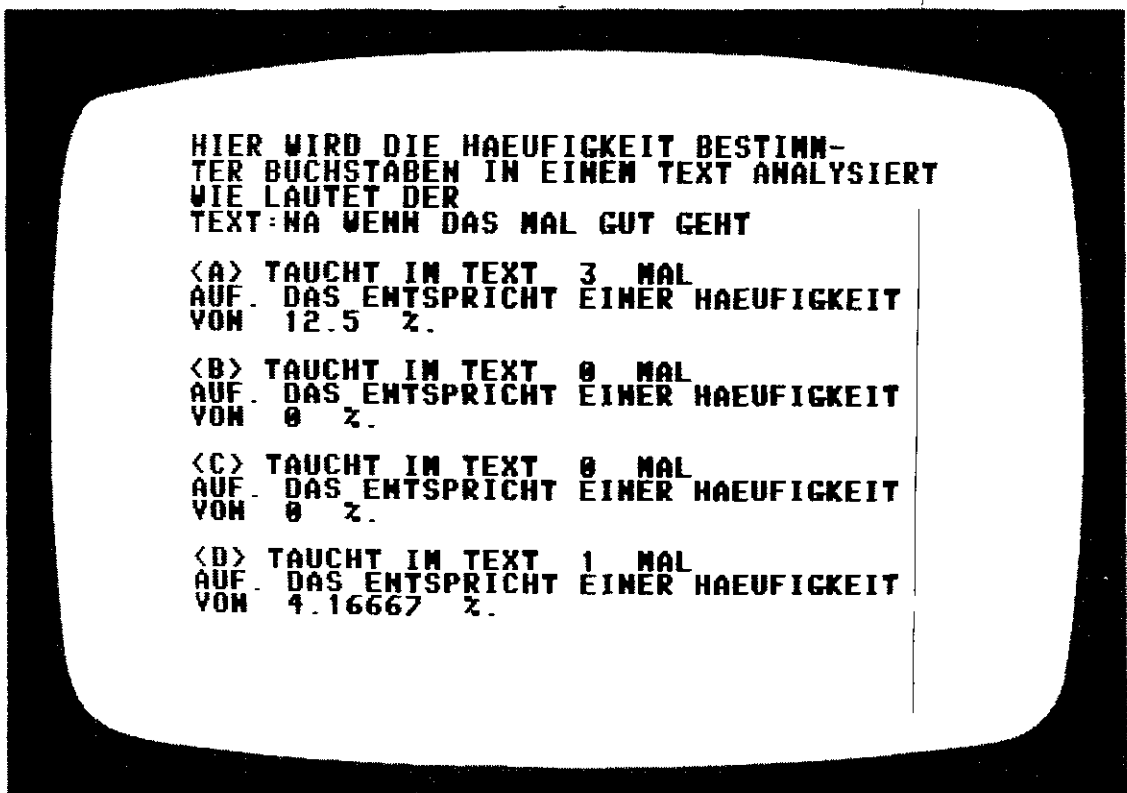 HIER WIRD DIE HAEUFIGKEIT BESTIMM-
TER BUCHSTABEN IN EINEM TEXT ANALYSIERT
WIE LAUTET DER
TEXT:NA WENN DAS MAL GUT GEHT
<A> TAUCHT IM TEXT 3 MAL
AUF. DAS ENTSPRICHT EINER HAEUFIGKEIT
VON 12.5 %.
<B> TAUCHT IM TEXT 0 MAL
AUF. DAS ENTSPRICHT EINER HAEUFIGKEIT
VON 0 %.
<C> TAUCHT IM TEXT 0 MAL
AUF. DAS ENTSPRICHT EINER HAEUFIGKEIT
VON 0 %.
<D> TAUCHT IM TEXT 1 MAL
AUF. DAS ENTSPRICHT EINER HAEUFIGKEIT
VON 4.16667 %.